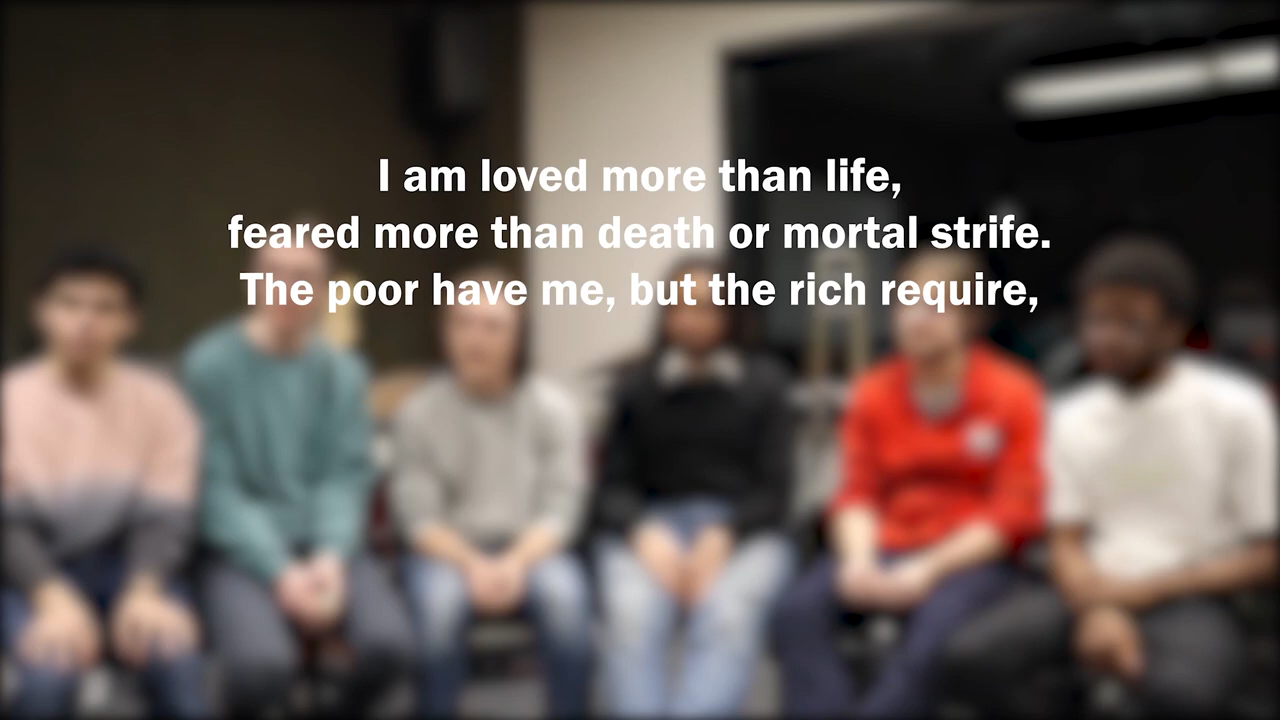 I am loved more than life,
feared more than death or mortal strife.
The poor have me, but the rich require,